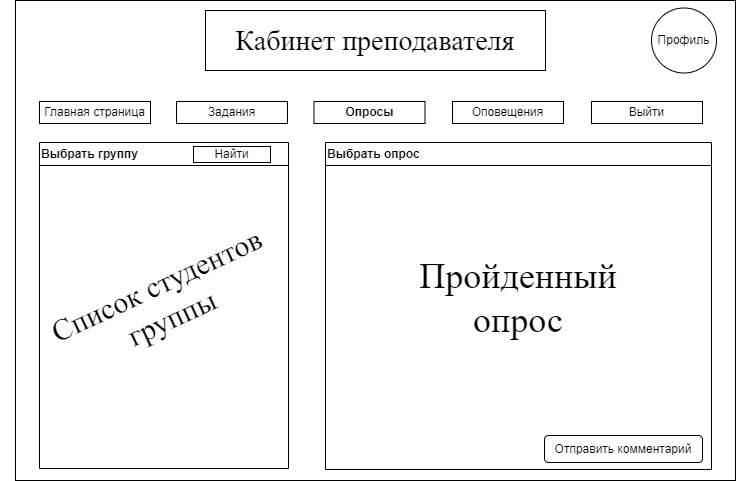 Кабинет преподавателя
Профиль
Главная страница
Задания
Опросы
Оповещения
Выйти
Выбрать группу
Найти
Выбрать опрос
Список студентов
группы
Пройденный
опрос
Отправить комментарий